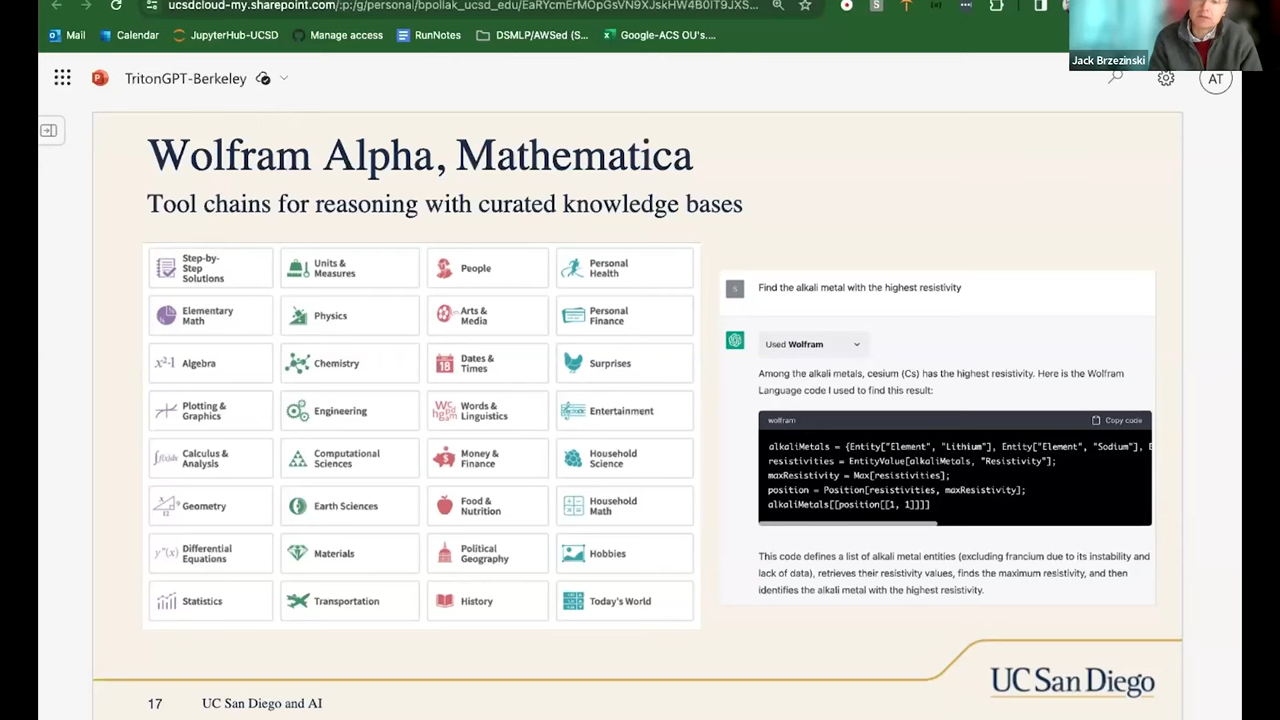 ucsdcloud-my.sharepoint.com/:p:/g/personal/bpollak_ucsd_edu/EaRYcmErMOpGsVN9XJskHW4B0IT9JXS...
Mail
Calendar
JupyterHub-UCSD
Manage access
RunNotes
DSMLP/AWSed (S...
Google-ACS OU's....
Jack Brzezinski
TritonGPT-Berkeley
AT
Wolfram Alpha, Mathematica
Tool chains for reasoning with curated knowledge bases
Step-by-
Step
Solutions
Units &
Measures
People
Personal
Health
Elementary
Math
Physics
Arts &
Media
Personal
Finance
x²-1
Algebra
Chemistry
18
Dates &
Times
Surprises
Plotting &
Graphics
Engineering
Words &
Linguistics
Entertainment
∫f(x)dx
Calculus &
Analysis
Computational
Sciences
$
Money &
Finance
Household
Science
12
Geometry
Earth Sciences
Food &
Nutrition
Household
Math
y″(x)
Differential
Equations
Materials
Political
Geography
Hobbies
Statistics
Transportation
History
Today's World
S
Find the alkali metal with the highest resistivity
Used Wolfram
Among the alkali metals, cesium (Cs) has the highest resistivity. Here is the Wolfram
Language code I used to find this result:
wolfram
Copy code
alkaliMetals = {Entity["Element", "Lithium"], Entity["Element", "Sodium"], E
resistivities = EntityValue[alkaliMetals, "Resistivity"];
maxResistivity = Max[resistivities];
position = Position[resistivities, maxResistivity];
alkaliMetals[[position[[1, 1]]]]
This code defines a list of alkali metal entities (excluding francium due to its instability and
lack of data), retrieves their resistivity values, finds the maximum resistivity, and then
identifies the alkali metal with the highest resistivity.
UC San Diego
17
UC San Diego and AI